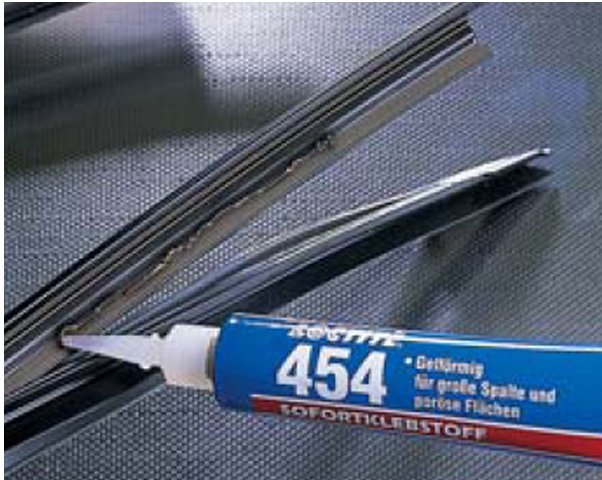 LOCTITE
454
• Gelförmig
für große Spalte und
poröse Flächen
SOFORTKLEBSTOFF